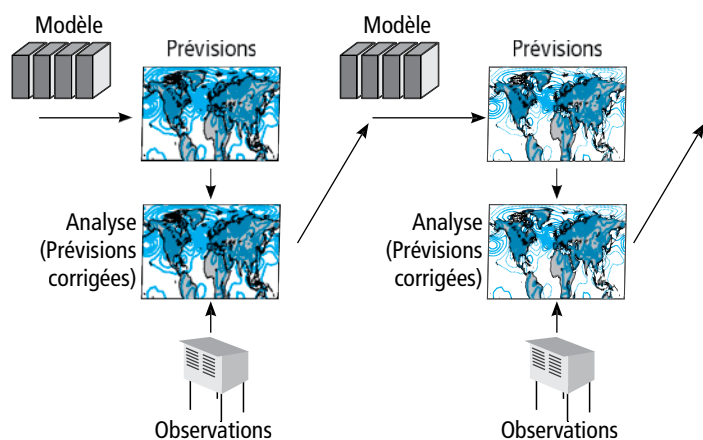 Modèle
Prévisions
Modèle
Prévisions
Analyse
(Prévisions
corrigées)
Analyse
(Prévisions
corrigées)
Observations
Observations